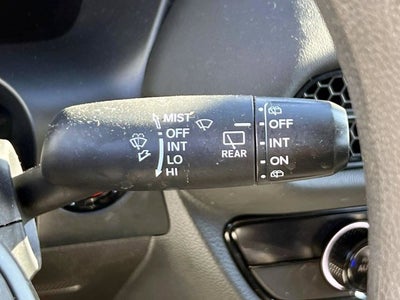 MIST
OFF
INT
LO
HI
REAR
OFF
INT
ON